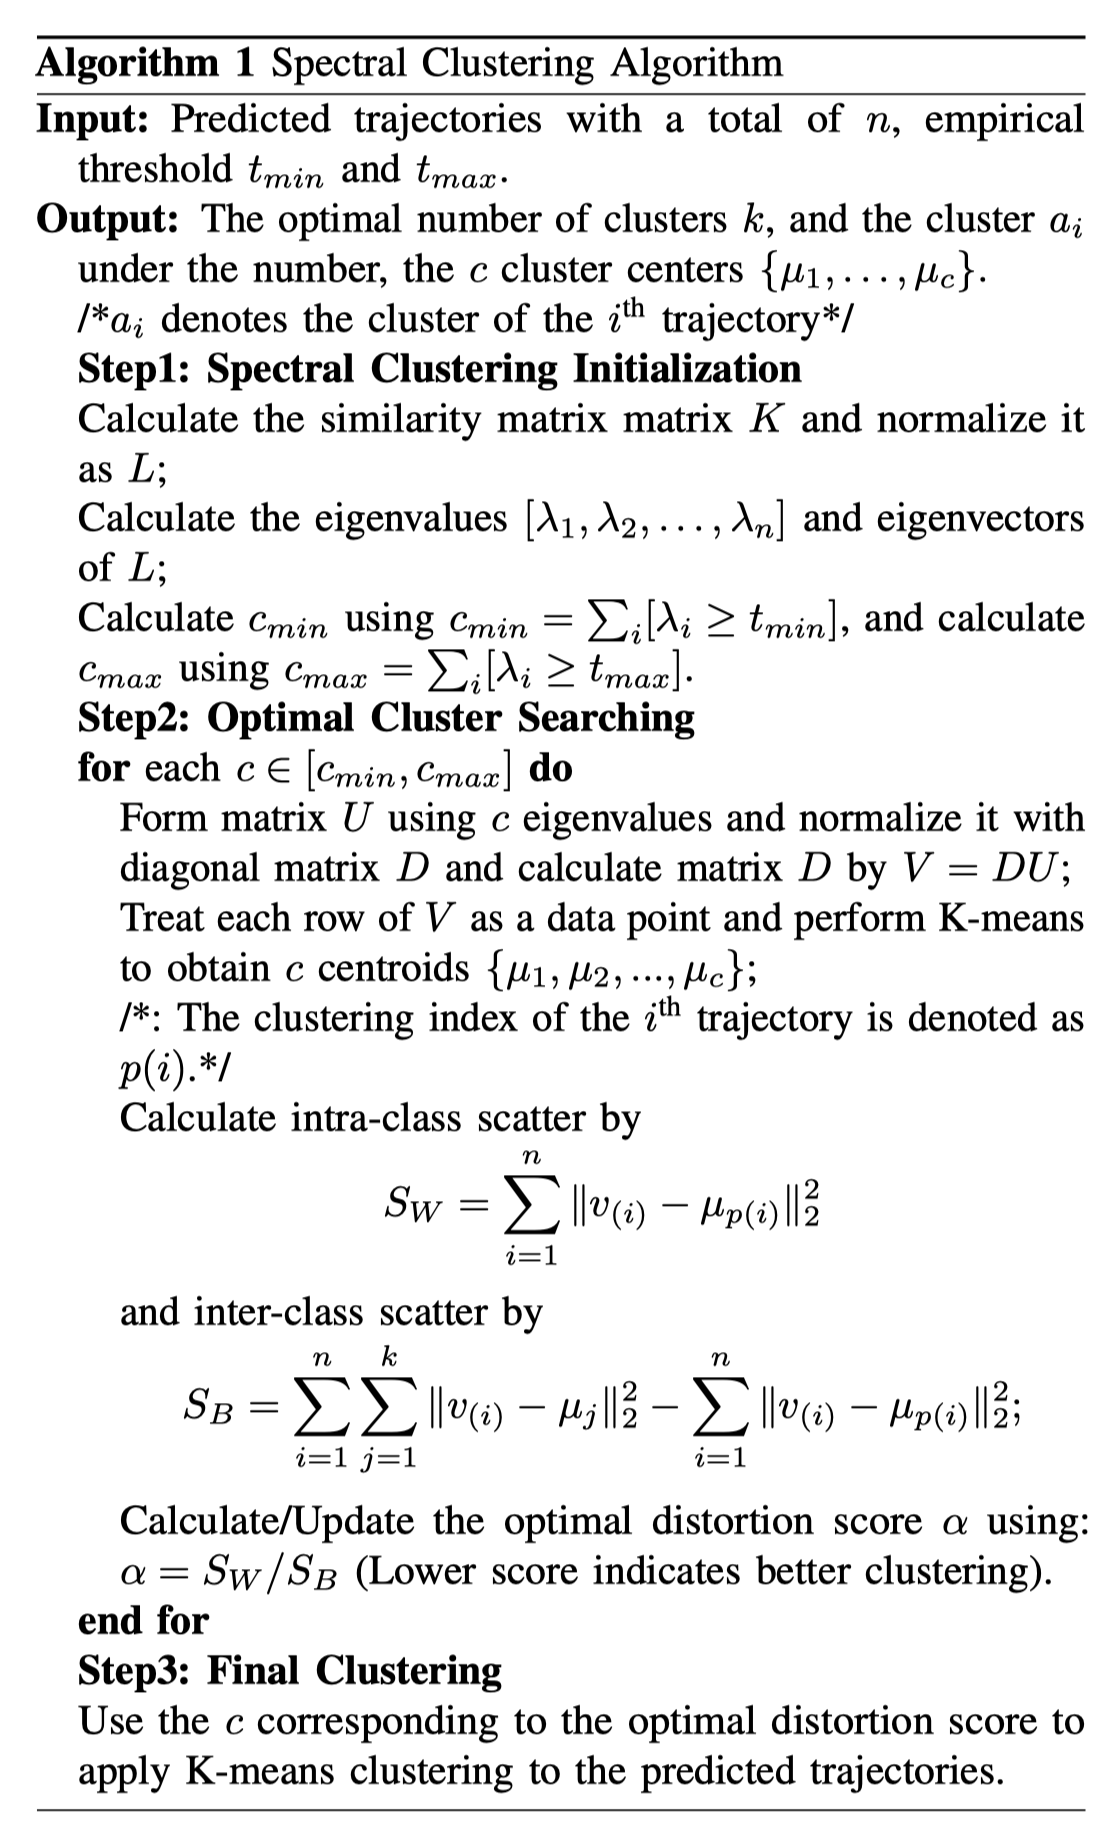 Algorithm 1 Spectral Clustering Algorithm
Input: Predicted trajectories with a total of $n$, empirical
threshold $t_{min}$ and $t_{max}$.
Output: The optimal number of clusters $k$, and the cluster $a_i$
under the number, the $c$ cluster centers $\{\mu_1, \ldots, \mu_c\}$.
/*$a_i$ denotes the cluster of the $i^{\text{th}}$ trajectory*/
Step1: Spectral Clustering Initialization
Calculate the similarity matrix matrix $K$ and normalize it
as $L$;
Calculate the eigenvalues $[\lambda_1, \lambda_2, \ldots, \lambda_n]$ and eigenvectors
of $L$;
Calculate $c_{min}$ using $c_{min} = \sum_i [\lambda_i \geq t_{min}]$, and calculate
$c_{max}$ using $c_{max} = \sum_i [\lambda_i \geq t_{max}]$.
Step2: Optimal Cluster Searching
for each $c \in [c_{min}, c_{max}]$ do
Form matrix $U$ using $c$ eigenvalues and normalize it with
diagonal matrix $D$ and calculate matrix $D$ by $V = DU$;
Treat each row of $V$ as a data point and perform K-means
to obtain $c$ centroids $\{\mu_1, \mu_2, ..., \mu_c\}$;
/*: The clustering index of the $i^{\text{th}}$ trajectory is denoted as
$p(i)$.*/
Calculate intra-class scatter by
$S_W = \sum_{i=1}^{n} \|v_{(i)} - \mu_{p(i)}\|_2^2$
and inter-class scatter by
$S_B = \sum_{i=1}^{n} \sum_{j=1}^{k} \|v_{(i)} - \mu_j\|_2^2 - \sum_{i=1}^{n} \|v_{(i)} - \mu_{p(i)}\|_2^2;$
Calculate/Update the optimal distortion score $\alpha$ using:
$\alpha = S_W / S_B$ (Lower score indicates better clustering).
end for
Step3: Final Clustering
Use the $c$ corresponding to the optimal distortion score to
apply K-means clustering to the predicted trajectories.